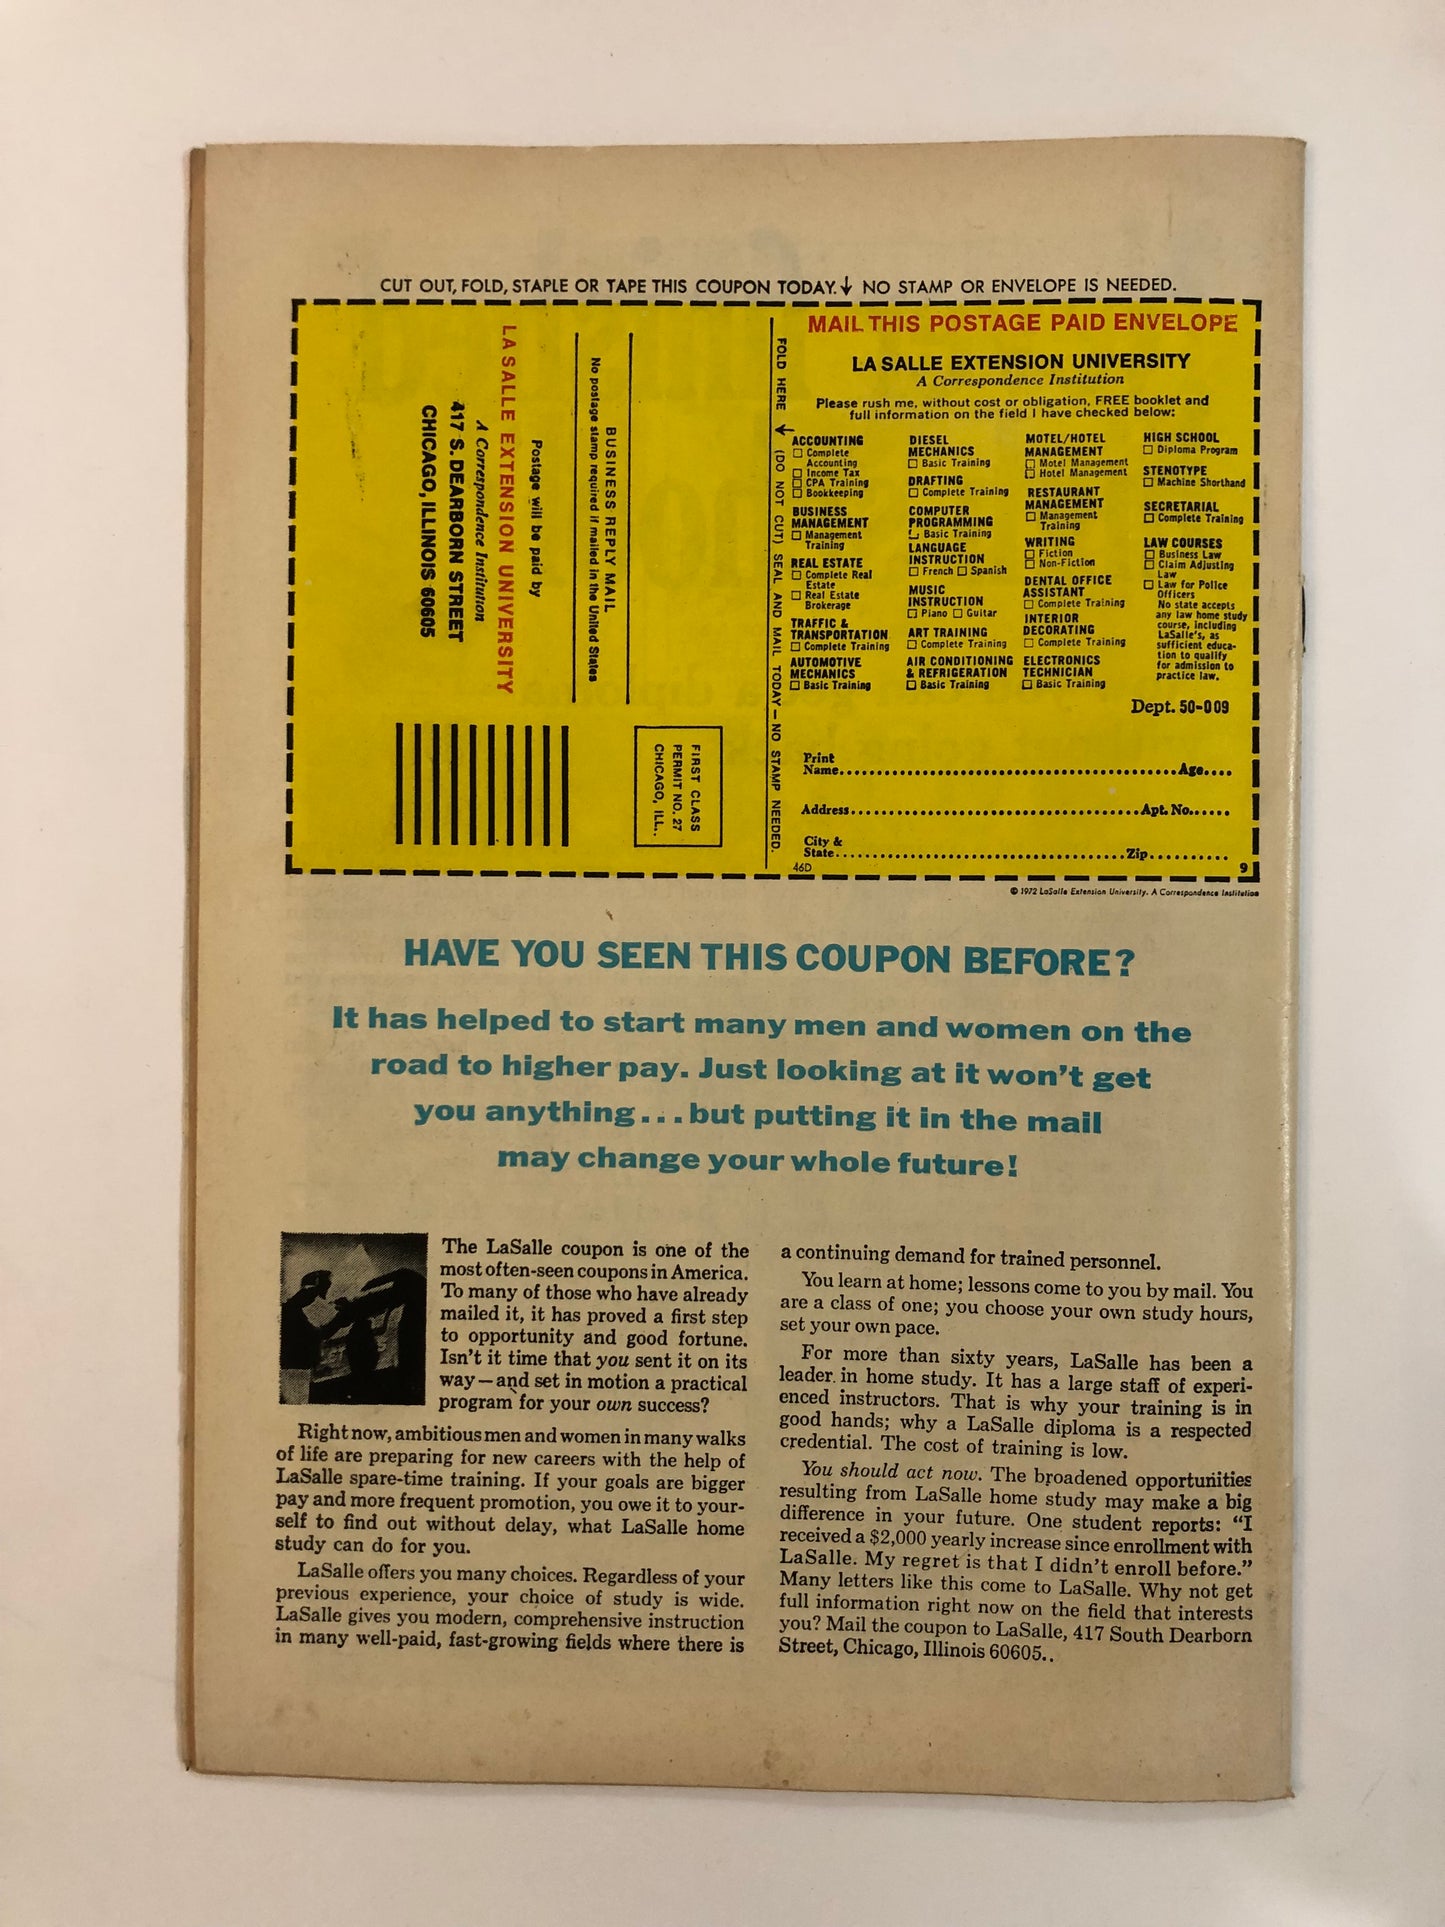 CUT OUT, FOLD, STAPLE OR TAPE THIS COUPON TODAY.↓ NO STAMP OR ENVELOPE IS NEEDED.
LA SALLE EXTENSION UNIVERSITY
A Correspondence Institution
417 S. DEARBORN STREET
CHICAGO, ILLINOIS 60605
Postage will be paid by
No postage stamp required if mailed in the United States
BUSINESS REPLY MAIL
FIRST CLASS
PERMIT NO. 27
CHICAGO, ILL..
FOLD HERE ↓ (DO NOT CUT) SEAL AND MAIL TODAY—NO STAMP NEEDED.
MAIL THIS POSTAGE PAID ENVELOPE
LA SALLE EXTENSION UNIVERSITY
A Correspondence Institution
Please rush me, without cost or obligation, FREE booklet and
full information on the field I have checked below:
ACCOUNTING
☐ Complete
Accounting
☐ Income Tax
☐ CPA Training
☐ Bookkeeping
BUSINESS
MANAGEMENT
☐ Management
Training
REAL ESTATE
☐ Complete Real
Estate
☐ Real Estate
Brokerage
TRAFFIC &
TRANSPORTATION
☐ Complete Training
AUTOMOTIVE
MECHANICS
☐ Basic Training
DIESEL
MECHANICS
☐ Basic Training
DRAFTING
☐ Complete Training
COMPUTER
PROGRAMMING
☐ Basic Training
LANGUAGE
INSTRUCTION
☐ French ☐ Spanish
MUSIC
INSTRUCTION
☐ Piano ☐ Guitar
ART TRAINING
☐ Complete Training
AIR CONDITIONING
& REFRIGERATION
☐ Basic Training
MOTEL/HOTEL
MANAGEMENT
☐ Motel Management
☐ Hotel Management
RESTAURANT
MANAGEMENT
☐ Management
Training
WRITING
☐ Fiction
☐ Non-Fiction
DENTAL OFFICE
ASSISTANT
☐ Complete Training
INTERIOR
DECORATING
☐ Complete Training
ELECTRONICS
TECHNICIAN
☐ Basic Training
HIGH SCHOOL
☐ Diploma Program
STENOTYPE
☐ Machine Shorthand
SECRETARIAL
☐ Complete Training
LAW COURSES
☐ Business Law
☐ Claim Adjusting
Law
☐ Law for Police
Officers
No state accepts
any law home study
course, including
LaSalle's, as
sufficient educa-
tion to qualify
for admission to
practice law.
Dept. 50-009
Print
Name........................................Age....
Address........................................Apt. No......
City &
State........................................Zip..........
46D 9
© 1972 LaSalle Extension University. A Correspondence Institution
HAVE YOU SEEN THIS COUPON BEFORE?
It has helped to start many men and women on the
road to higher pay. Just looking at it won't get
you anything...but putting it in the mail
may change your whole future!
The LaSalle coupon is one of the
most often-seen coupons in America.
To many of those who have already
mailed it, it has proved a first step
to opportunity and good fortune.
Isn't it time that you sent it on its
way—and set in motion a practical
program for your own success?
Right now, ambitious men and women in many walks
of life are preparing for new careers with the help of
LaSalle spare-time training. If your goals are bigger
pay and more frequent promotion, you owe it to your-
self to find out without delay, what LaSalle home
study can do for you.
LaSalle offers you many choices. Regardless of your
previous experience, your choice of study is wide.
LaSalle gives you modern, comprehensive instruction
in many well-paid, fast-growing fields where there is
a continuing demand for trained personnel.
You learn at home; lessons come to you by mail. You
are a class of one; you choose your own study hours,
set your own pace.
For more than sixty years, LaSalle has been a
leader in home study. It has a large staff of experi-
enced instructors. That is why your training is in
good hands; why a LaSalle diploma is a respected
credential. The cost of training is low.
You should act now. The broadened opportunities
resulting from LaSalle home study may make a big
difference in your future. One student reports: “I
received a $2,000 yearly increase since enrollment with
LaSalle. My regret is that I didn't enroll before.”
Many letters like this come to LaSalle. Why not get
full information right now on the field that interests
you? Mail the coupon to LaSalle, 417 South Dearborn
Street, Chicago, Illinois 60605..